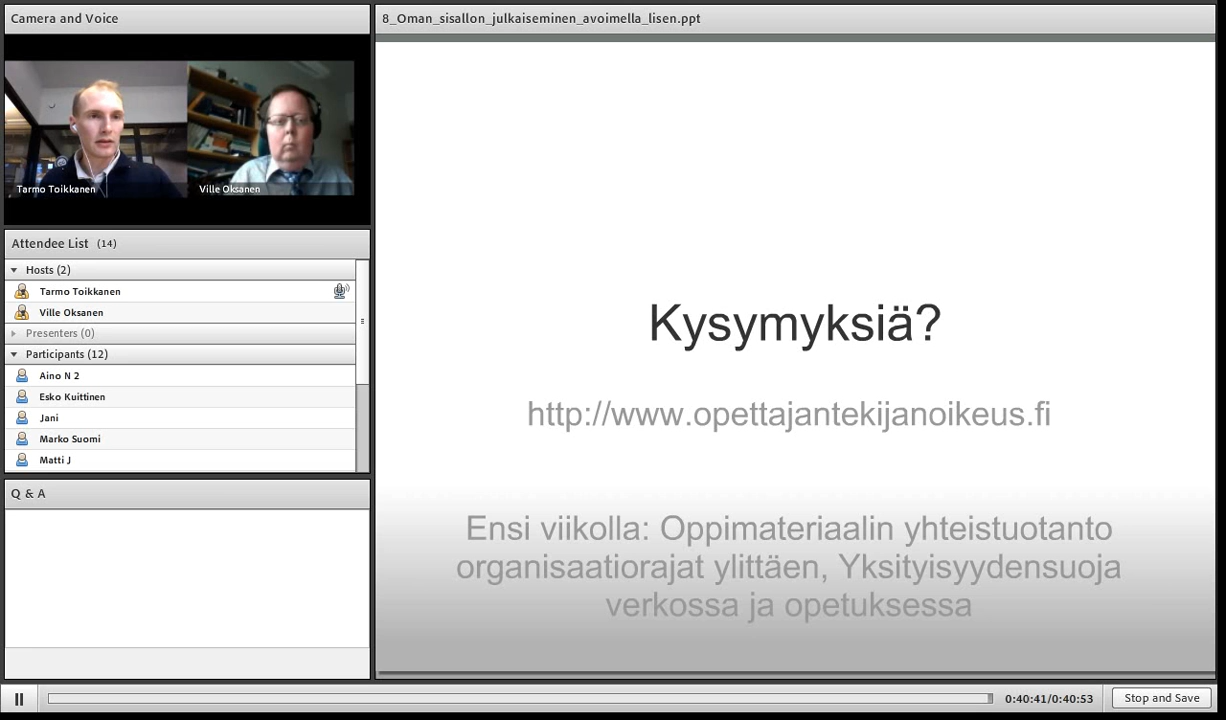 Camera and Voice
Tarmo Toikkanen
Ville Oksanen
Attendee List (14)
Hosts (2)
Tarmo Toikkanen
Ville Oksanen
Presenters (0)
Participants (12)
Aino N 2
Esko Kuittinen
Jani
Marko Suomi
Matti J
Q & A
8_Oman_sisallon_julkaiseminen_avoimella_lisen.ppt
Kysymyksiä?
http://www.opettajantekijanoikeus.fi
Ensi viikolla: Oppimateriaalin yhteistuotanto
organisaatiorajat ylittäen, Yksityisyydensuoja
verkossa ja opetuksessa
0:40:41/0:40:53
Stop and Save